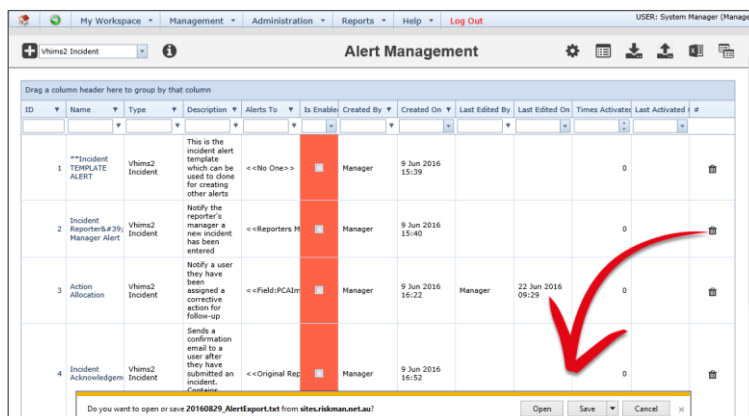 My Workspace Management Administration Reports Help Log Out
USER: System Manager (Manage
Vhims2 Incident
Alert Management
Drag a column header here to group by that column
ID Name Type Description Alerts To Is Enable Created By Created On Last Edited By Last Edited On Times Activated Last Activated #
1 **Incident TEMPLATE ALERT Vhims2 Incident This is the incident alert template which can be used to clone for creating other alerts <<No One>> Manager 9 Jun 2016 15:39 0
2 Incident Reporter&#39; Manager Alert Vhims2 Incident Notify the reporter's manager a new incident has been entered <<Reporters M Manager 9 Jun 2016 15:40 0
3 Action Allocation Vhims2 Incident Notify a user they have been assigned a corrective action for follow-up <<Field:PCAIm Manager 9 Jun 2016 16:22 Manager 22 Jun 2016 09:29 0
4 Incident Acknowledgem Vhims2 Incident Sends a confirmation email to a user after they have submitted an incident. Contains <<Original Rep Manager 9 Jun 2016 16:52 0
Do you want to open or save 20160829_AlertExport.txt from sites.riskman.net.au? Open Save Cancel